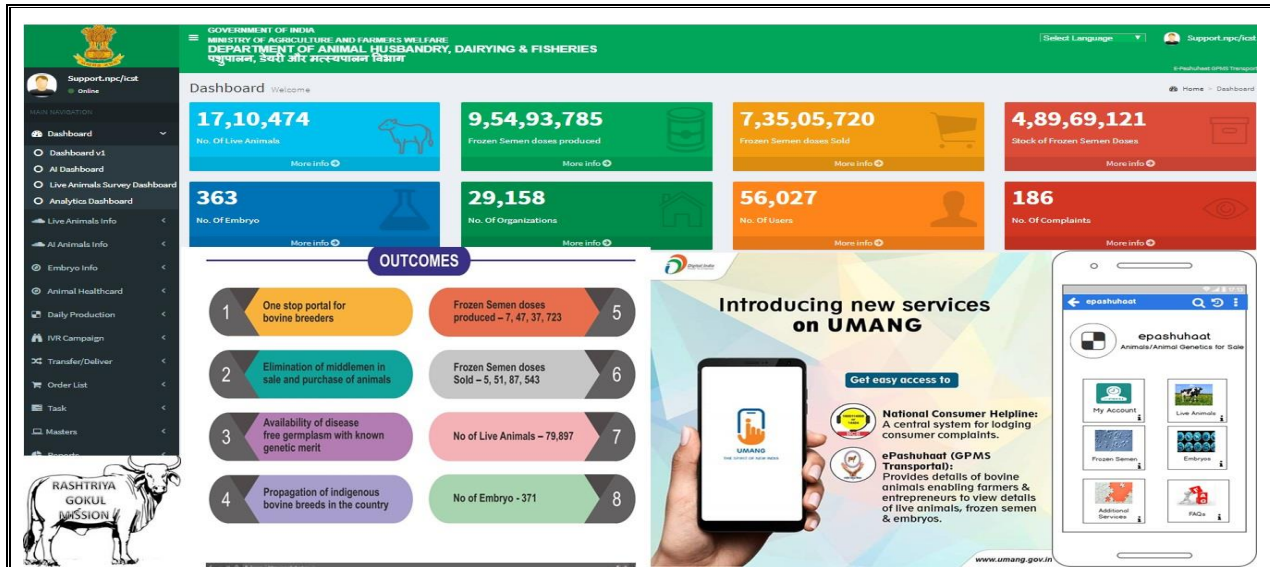 GOVERNMENT OF INDIA
MINISTRY OF AGRICULTURE AND FARMERS WELFARE
DEPARTMENT OF ANIMAL HUSBANDRY, DAIRYING & FISHERIES
पशुपालन, डेयरी और मत्स्यपालन विभाग
Select Language
Support.npc/icst
E-Pashuhaat GPMS Transport
Support.npc/icst
Online
MAIN NAVIGATION
Dashboard
Dashboard v1
AI Dashboard
Live Animals Survey Dashboard
Analytics Dashboard
Live Animals Info
AI Animals Info
Embryo Info
Animal Healthcard
Daily Production
IVR Campaign
Transfer/Deliver
Order List
Task
Masters
Reports
Dashboard Welcome
Home > Dashboard
17,10,474
No. Of Live Animals
More info
9,54,93,785
Frozen Semen doses produced
More info
7,35,05,720
Frozen Semen doses Sold
More info
4,89,69,121
Stock of Frozen Semen Doses
More info
363
No. Of Embryo
More info
29,158
No. Of Organizations
More info
56,027
No. Of Users
More info
186
No. Of Complaints
More info
RASHTRIYA
GOKUL
MISSION
OUTCOMES
1
One stop portal for
bovine breeders
2
Elimination of middlemen in
sale and purchase of animals
3
Availability of disease
free germplasm with known
genetic merit
4
Propagation of indigenous
bovine breeds in the country
Frozen Semen doses
produced – 7, 47, 37, 723
5
Frozen Semen doses
Sold – 5, 51, 87, 543
6
No of Live Animals – 79,897
7
No of Embryo - 371
8
Digital India
Introducing new services
on UMANG
Get easy access to
UMANG
National Consumer Helpline:
A central system for lodging
consumer complaints.
ePashuhaat (GPMS
Transportal):
Provides details of bovine
animals enabling farmers &
entrepreneurs to view details
of live animals, frozen semen
& embryos.
www.umang.gov.in
epashuhaat
epashuhaat
Animals/Animal Genetics for Sale
My Account
Live Animals
Frozen Semen
Embryos
Additional
Services
FAQs